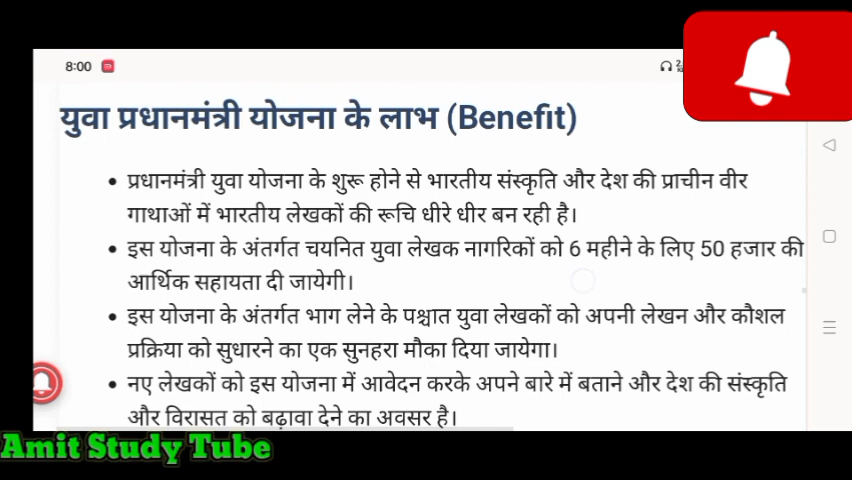 8:00
युवा प्रधानमंत्री योजना के लाभ (Benefit)
• प्रधानमंत्री युवा योजना के शुरू होने से भारतीय संस्कृति और देश की प्राचीन वीर
गाथाओं में भारतीय लेखकों की रूचि धीरे धीर बन रही है।
• इस योजना के अंतर्गत चयनित युवा लेखक नागरिकों को 6 महीने के लिए 50 हजार की
आर्थिक सहायता दी जायेगी।
• इस योजना के अंतर्गत भाग लेने के पश्चात युवा लेखकों को अपनी लेखन और कौशल
प्रक्रिया को सुधारने का एक सुनहरा मौका दिया जायेगा।
• नए लेखकों को इस योजना में आवेदन करके अपने बारे में बताने और देश की संस्कृति
और विरासत को बढ़ावा देने का अवसर है।
Amit Study Tube